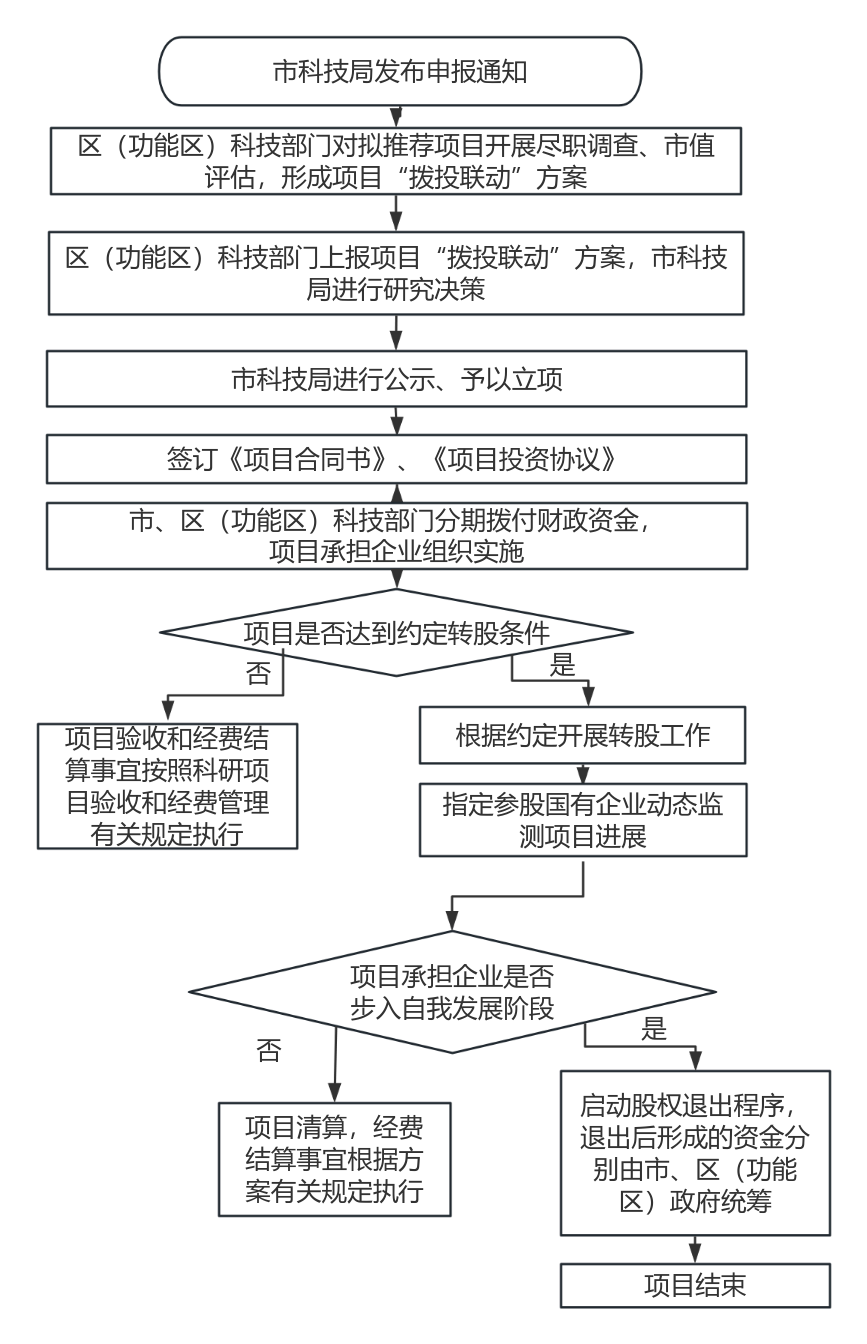 市科技局发布申报通知
区（功能区）科技部门对拟推荐项目开展尽职调查、市值
评估，形成项目“拨投联动”方案
区（功能区）科技部门上报项目“拨投联动”方案，市科技
局进行研究决策
市科技局进行公示、予以立项
签订《项目合同书》、《项目投资协议》
市、区（功能区）科技部门分期拨付财政资金，
项目承担企业组织实施
项目是否达到约定转股条件
否
是
项目验收和经费结
算事宜按照科研项
目验收和经费管理
有关规定执行
根据约定开展转股工作
指定参股国有企业动态监
测项目进展
项目承担企业是否
步入自我发展阶段
否
是
项目清算，经费
结算事宜根据方
案有关规定执行
启动股权退出程序，
退出后形成的资金分
别由市、区（功能
区）政府统筹
项目结束